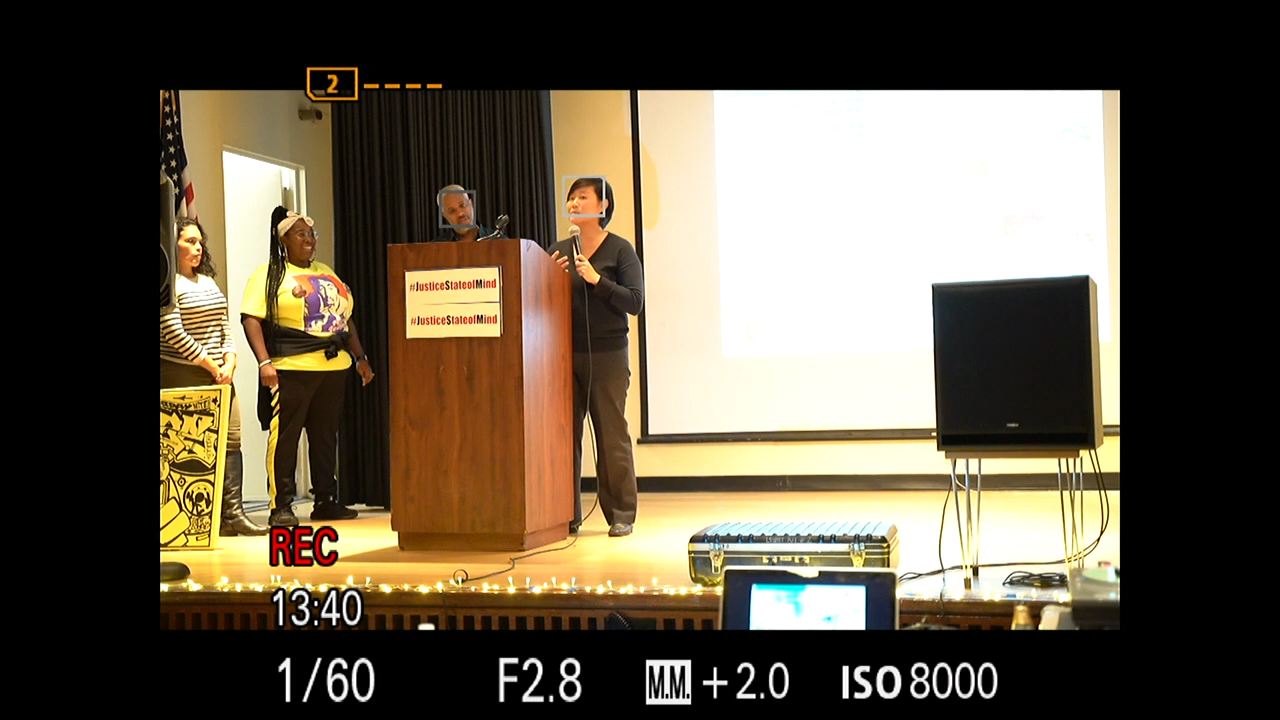 2 ----
#JusticeStateofMind
#JusticeStateofMind
REC
13:40
1/60 F2.8 M.M. +2.0 ISO 8000